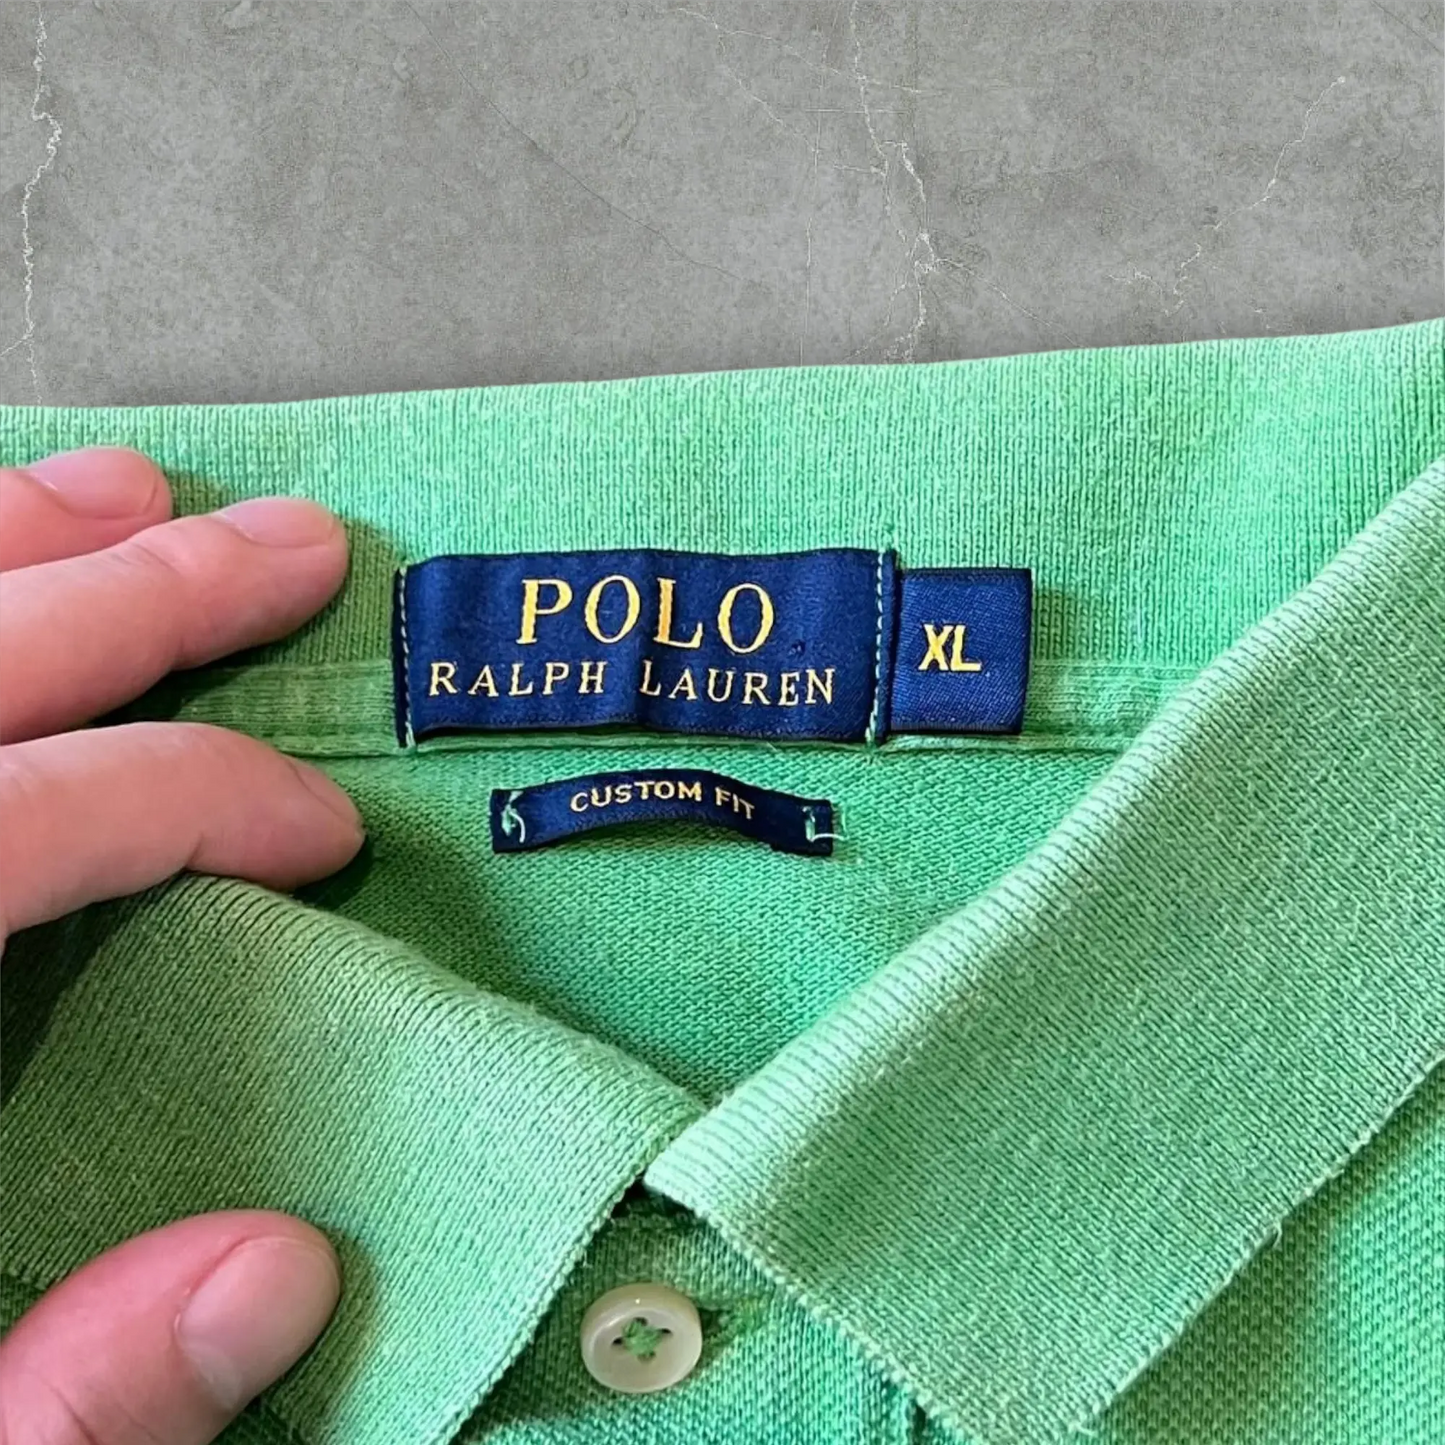 POLO
RALPH LAUREN
XL
CUSTOM FIT